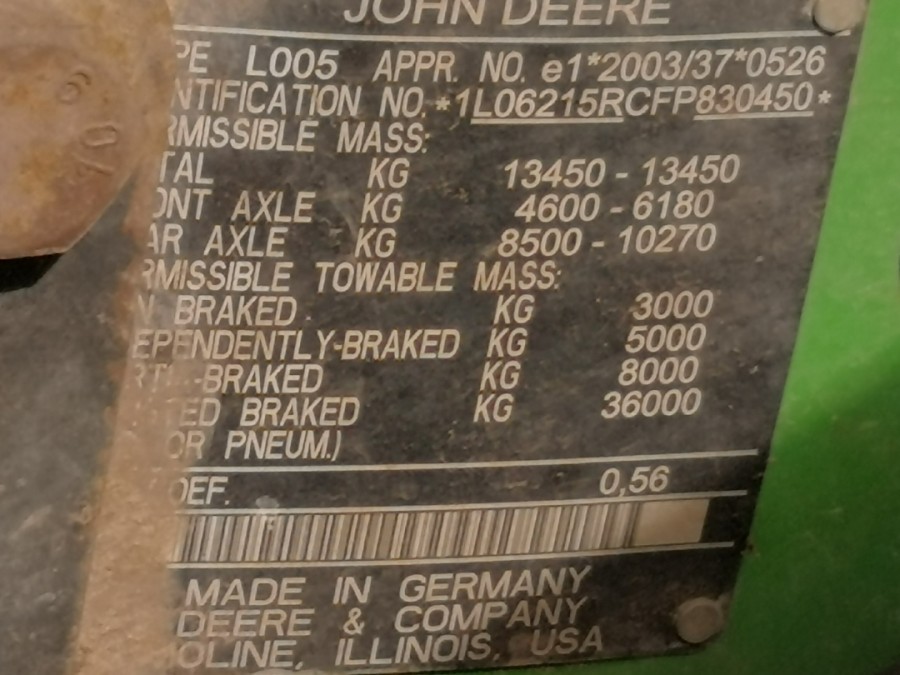 JOHN DEERE
PE L005 APPR. NO. e1*2003/37*0526
NTIFICATION NO. *1L06215RCFP830450*
RMISSIBLE MASS:
TAL KG 13450 - 13450
ONT AXLE KG 4600 - 6180
AR AXLE KG 8500 - 10270
RMISSIBLE TOWABLE MASS:
N BRAKED KG 3000
EPENDENTLY-BRAKED KG 5000
-BRAKED KG 8000
TED BRAKED KG 36000
OR PNEUM.)
DEF. 0,56
MADE IN GERMANY
DEERE & COMPANY
OLINE, ILLINOIS, USA